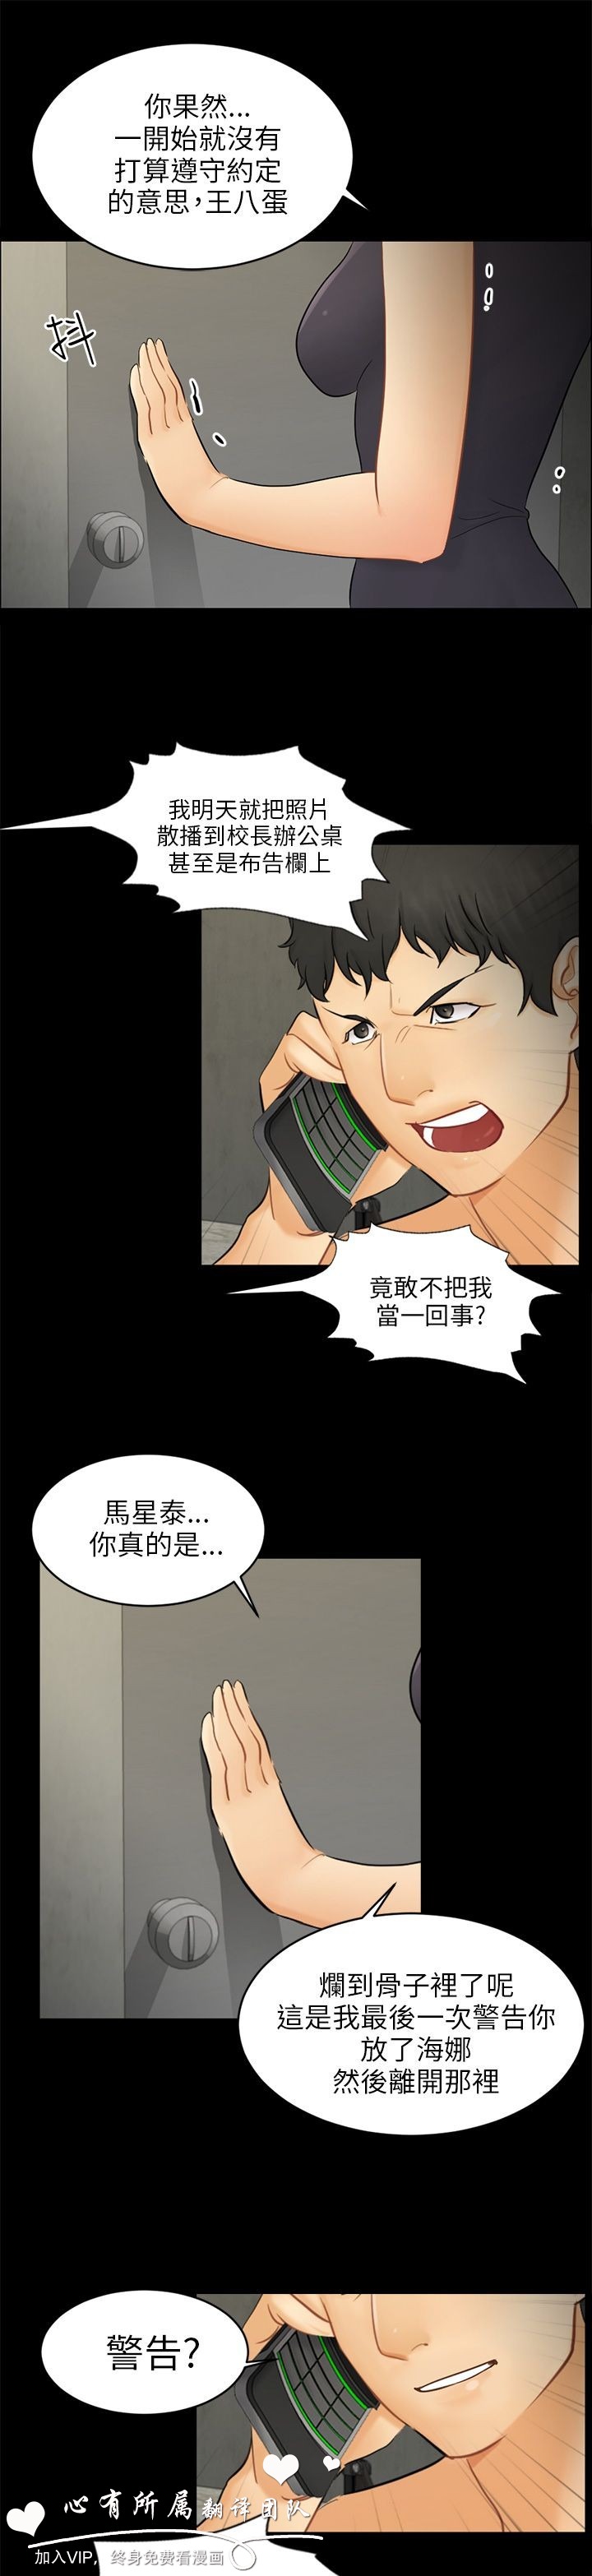 你果然...
一開始就沒有
打算遵守約定
的意思,王八蛋
抖
我明天就把照片
散播到校長辦公桌
甚至是布告欄上
竟敢不把我
當一回事?
馬星泰...
你真的是...
爛到骨子裡了呢
這是我最後一次警告你
放了海娜
然後離開那裡
警告?
心有所属翻译团队
加入VIP，终身免费看漫画